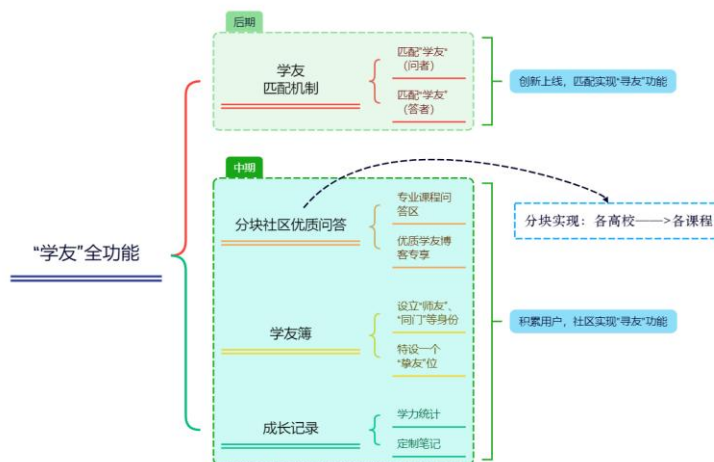 后期
学友
匹配机制
匹配"学友"
(问者)
匹配"学友"
(答者)
创新上线，匹配实现"寻友"功能
"学友"全功能
中期
分块社区优质问答
专业课程问
答区
优质学友博
客专享
分块实现：各高校——>各课程
学友簿
设立"师友"、
"同门"等身份
特设一个
"挚友"位
积累用户，社区实现"寻友"功能
成长记录
学力统计
定制笔记